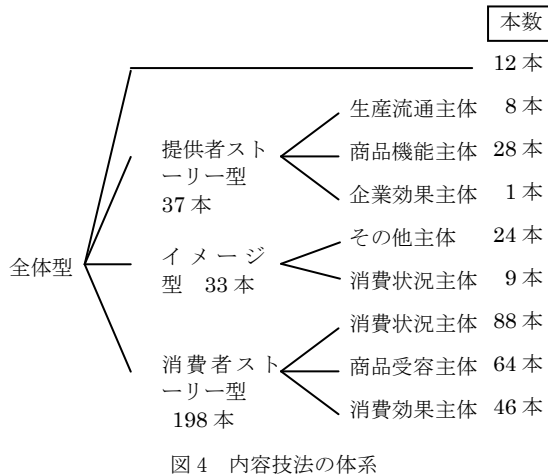 本数
12 本
生産流通主体 8 本
提供者スト
ーリー型
37 本
商品機能主体 28 本
企業効果主体 1 本
その他主体 24 本
全体型
イメージ
型 33 本
消費状況主体 9 本
消費状況主体 88 本
消費者スト
ーリー型
198 本
商品受容主体 64 本
消費効果主体 46 本
図 4 内容技法の体系